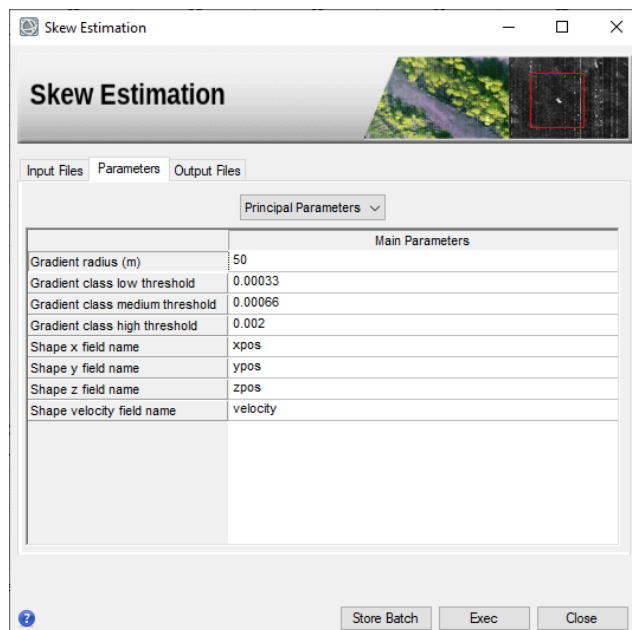 Skew Estimation
Skew Estimation
Input Files Parameters Output Files
Principal Parameters
Main Parameters
Gradient radius (m) 50
Gradient class low threshold 0.00033
Gradient class medium threshold 0.00066
Gradient class high threshold 0.002
Shape x field name xpos
Shape y field name ypos
Shape z field name zpos
Shape velocity field name velocity
? Store Batch Exec Close